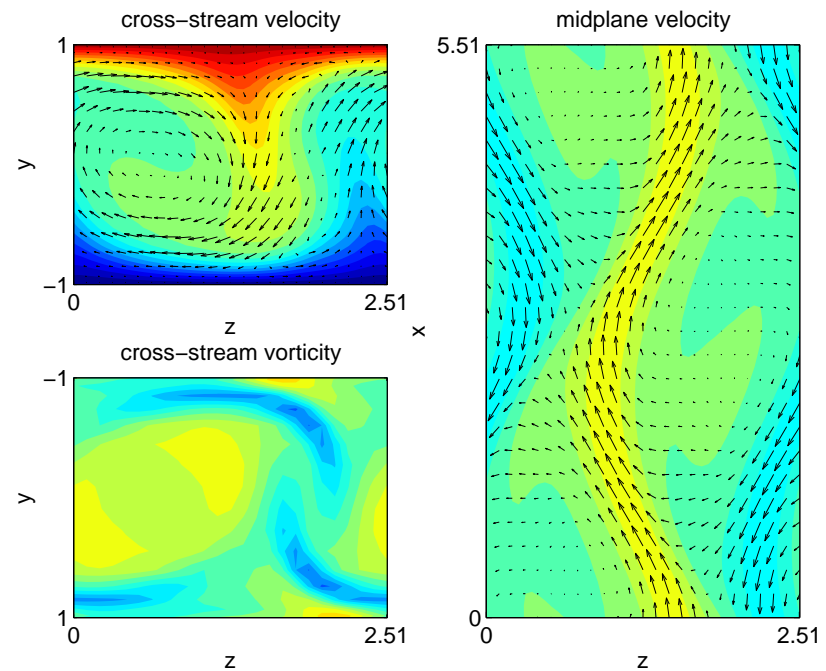 cross−stream velocity
1
y
−1
0
2.51
z
cross−stream vorticity
−1
y
1
0
2.51
z
midplane velocity
5.51
x
0
0
2.51
z